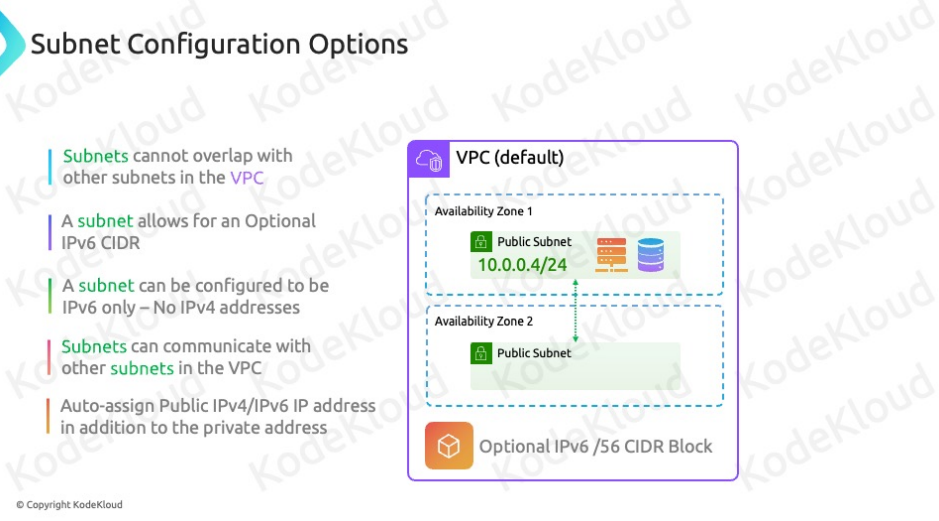 Subnet Configuration Options
Subnets cannot overlap with
other subnets in the VPC
A subnet allows for an Optional
IPv6 CIDR
A subnet can be configured to be
IPv6 only – No IPv4 addresses
Subnets can communicate with
other subnets in the VPC
Auto-assign Public IPv4/IPv6 IP address
in addition to the private address
VPC (default)
Availability Zone 1
Public Subnet
10.0.0.4/24
Availability Zone 2
Public Subnet
Optional IPv6 /56 CIDR Block
© Copyright KodeKloud
KodeKloud